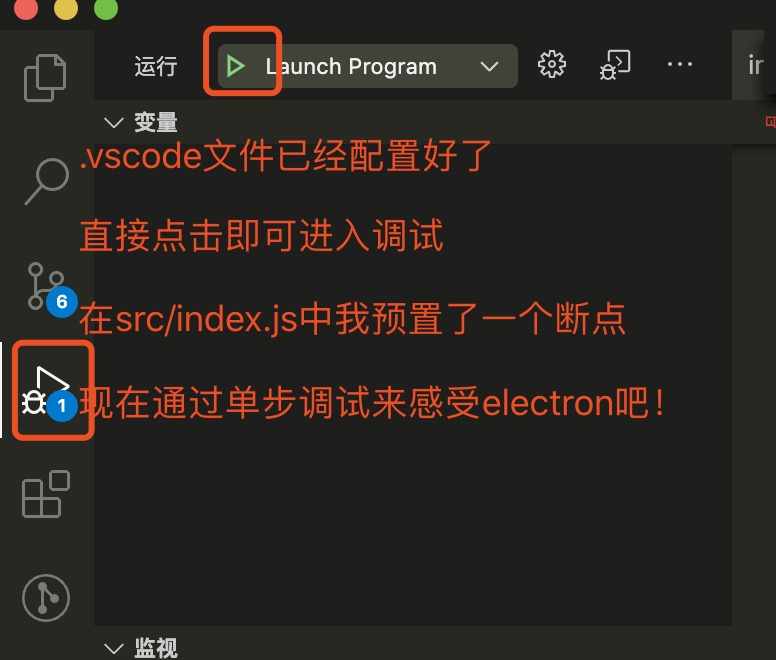 运行
Launch Program
变量
.vscode文件已经配置好了
直接点击即可进入调试
6
在src/index.js中我预置了一个断点
1
现在通过单步调试来感受electron吧！
监视